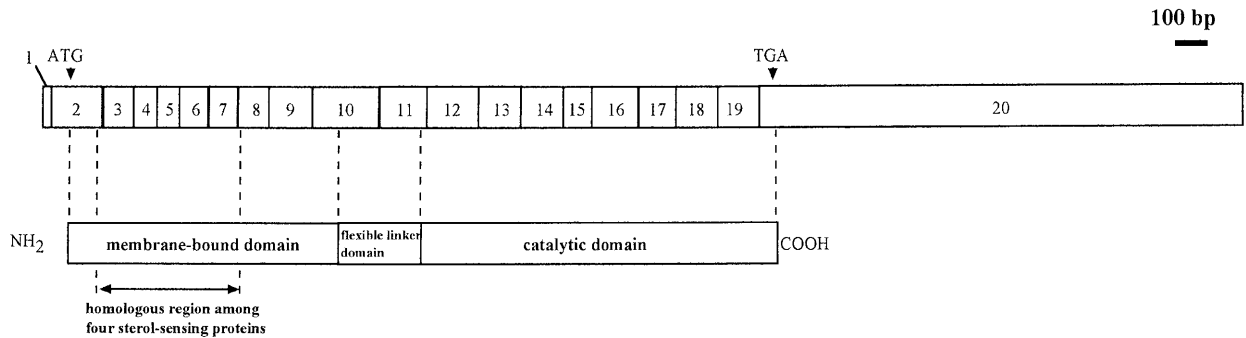 100 bp
1 ATG TGA
2 3 4 5 6 7 8 9 10 11 12 13 14 15 16 17 18 19 20
NH2 membrane-bound domain flexible linker domain catalytic domain COOH
homologous region among
four sterol-sensing proteins